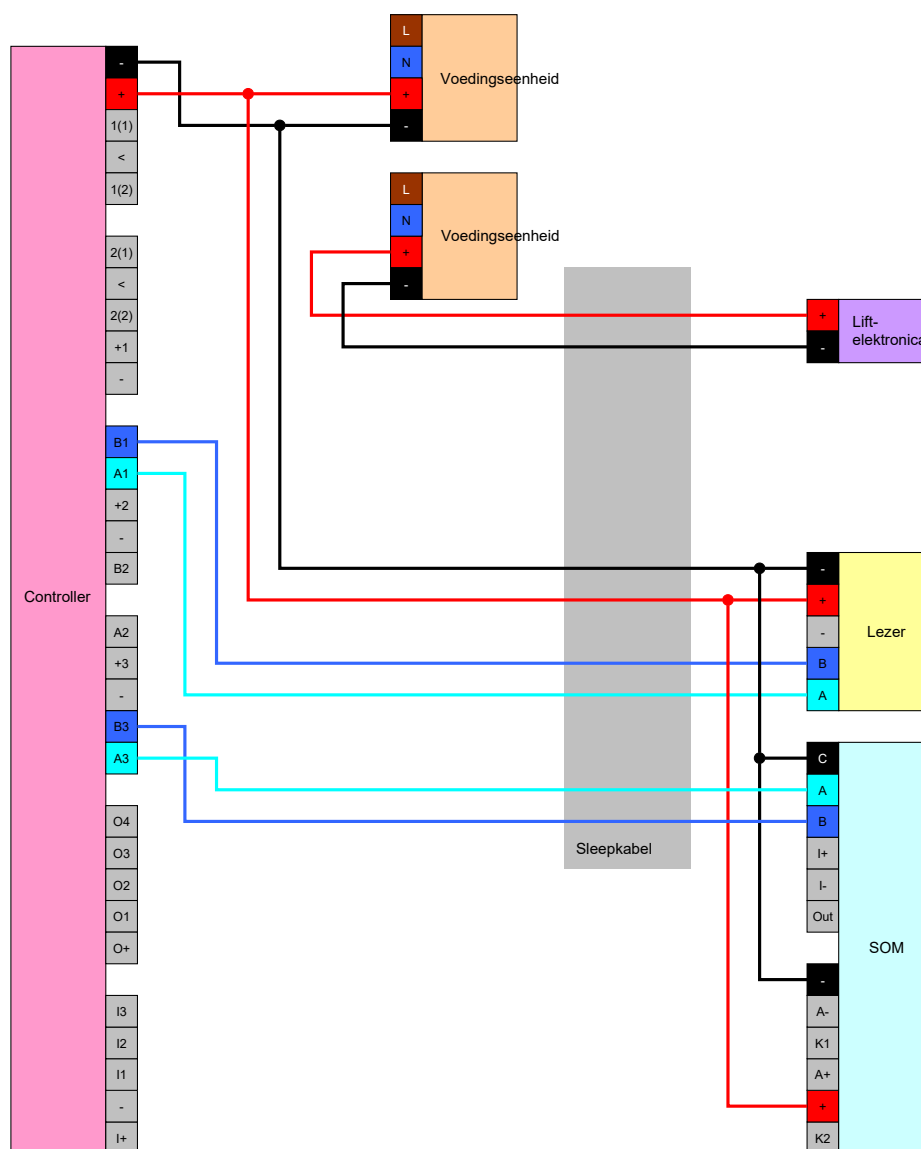 Controller
-
+
1(1)
<
1(2)
2(1)
<
2(2)
+1
-
B1
A1
+2
-
B2
A2
+3
-
B3
A3
O4
O3
O2
O1
O+
I3
I2
I1
-
I+
L
N
+
-
Voedingseenheid
L
N
+
-
Voedingseenheid
Sleepkabel
+
-
Lift-
elektronica
-
+
-
B
A
Lezer
C
A
B
I+
I-
Out
-
A-
K1
A+
+
K2
SOM